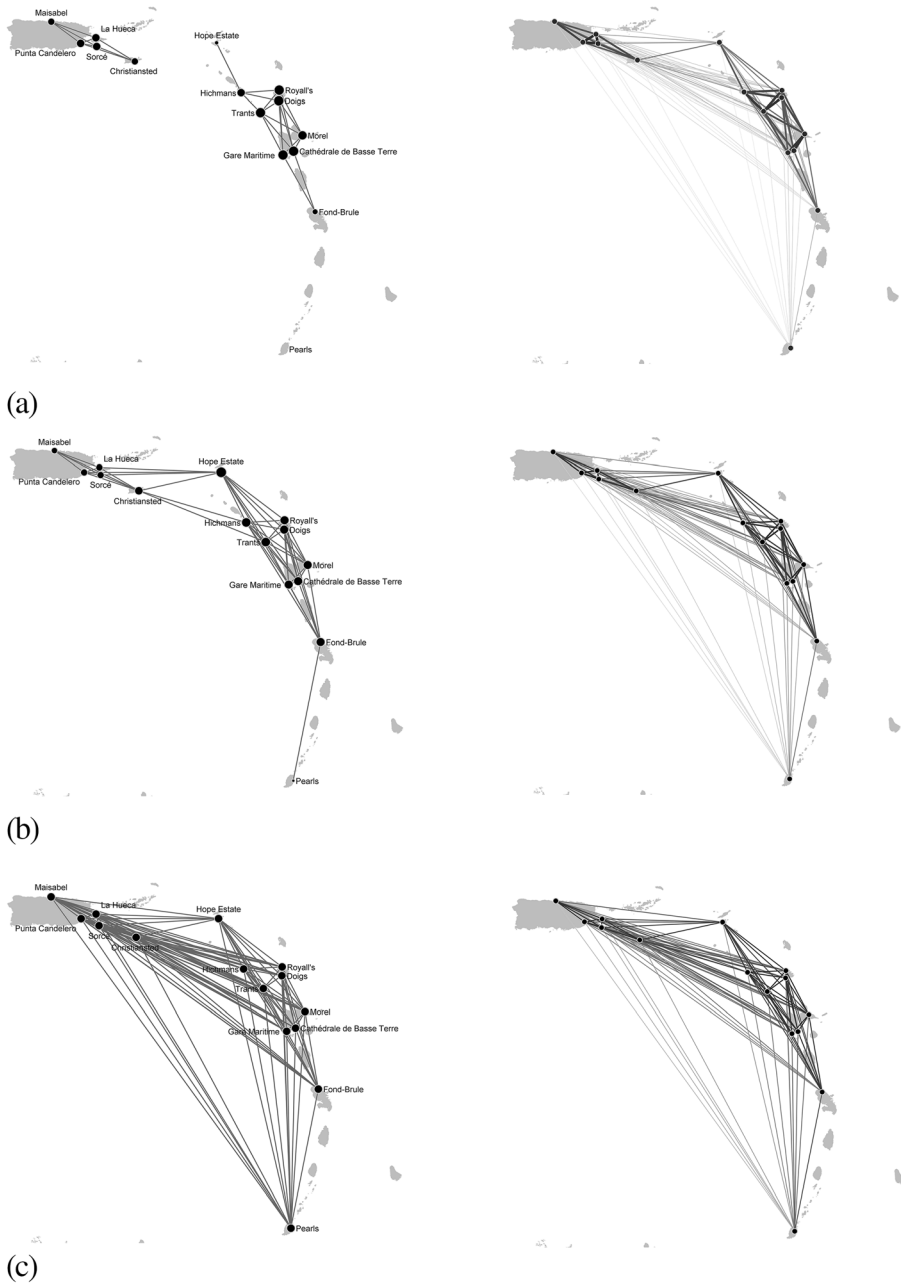 Maisabel
La Hueca
Punta Candelero
Sorcé
Christiansted
Hope Estate
Hichmans
Royall's
Doigs
Trants
Morel
Cathédrale de Basse Terre
Gare Maritime
Fond-Brule
Pearls
(a)
Maisabel
La Hueca
Hope Estate
Punta Candelero
Sorcé
Christiansted
Hichmans
Royall's
Doigs
Trants
Morel
Cathédrale de Basse Terre
Gare Maritime
Fond-Brule
Pearls
(b)
Maisabel
La Hueca
Hope Estate
Punta Candelero
Sorcé
Christiansted
Hichmans
Royall's
Doigs
Trants
Morel
Cathédrale de Basse Terre
Gare Maritime
Fond-Brule
Pearls
(c)